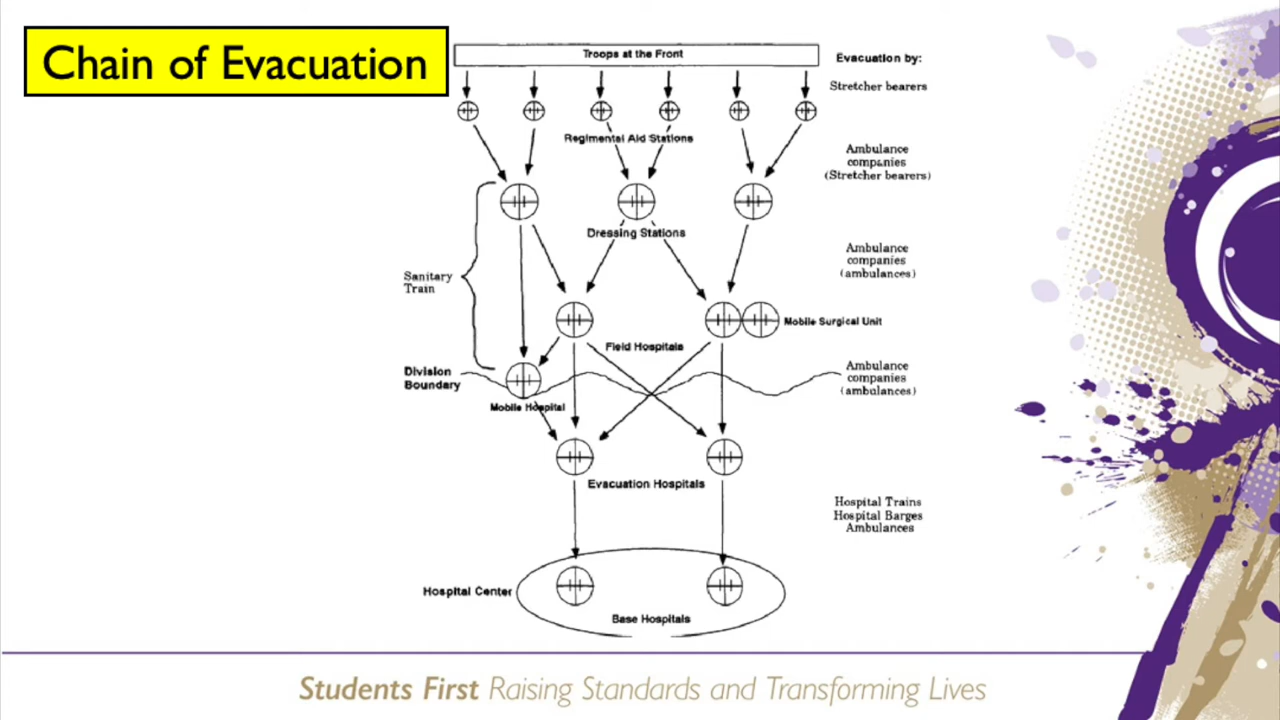 Chain of Evacuation
Troops at the Front
Evacuation by:
Stretcher bearers
Regimental Aid Stations
Ambulance
companies
(Stretcher bearers)
Dressing Stations
Ambulance
companies
(ambulances)
Sanitary
Train
Mobile Surgical Unit
Field Hospitals
Division
Boundary
Ambulance
companies
(ambulances)
Mobile Hospital
Evacuation Hospitals
Hospital Trains
Hospital Barges
Ambulances
Hospital Center
Base Hospitals
Students First Raising Standards and Transforming Lives